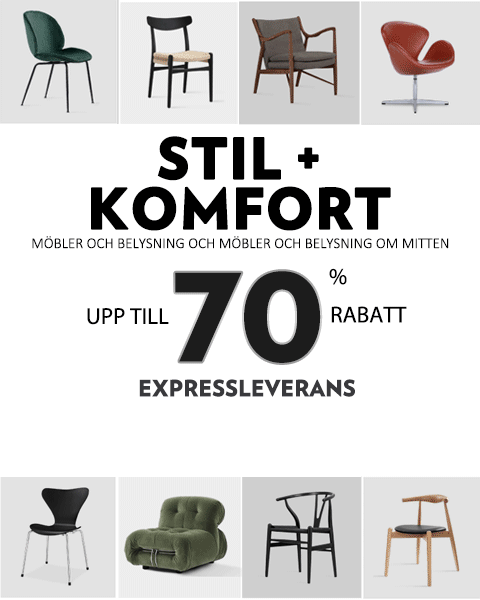 STIL +
KOMFORT
MÖBLER OCH BELYSNING OCH MÖBLER OCH BELYSNING OM MITTEN
UPP TILL 70 % RABATT
EXPRESSLEVERANS